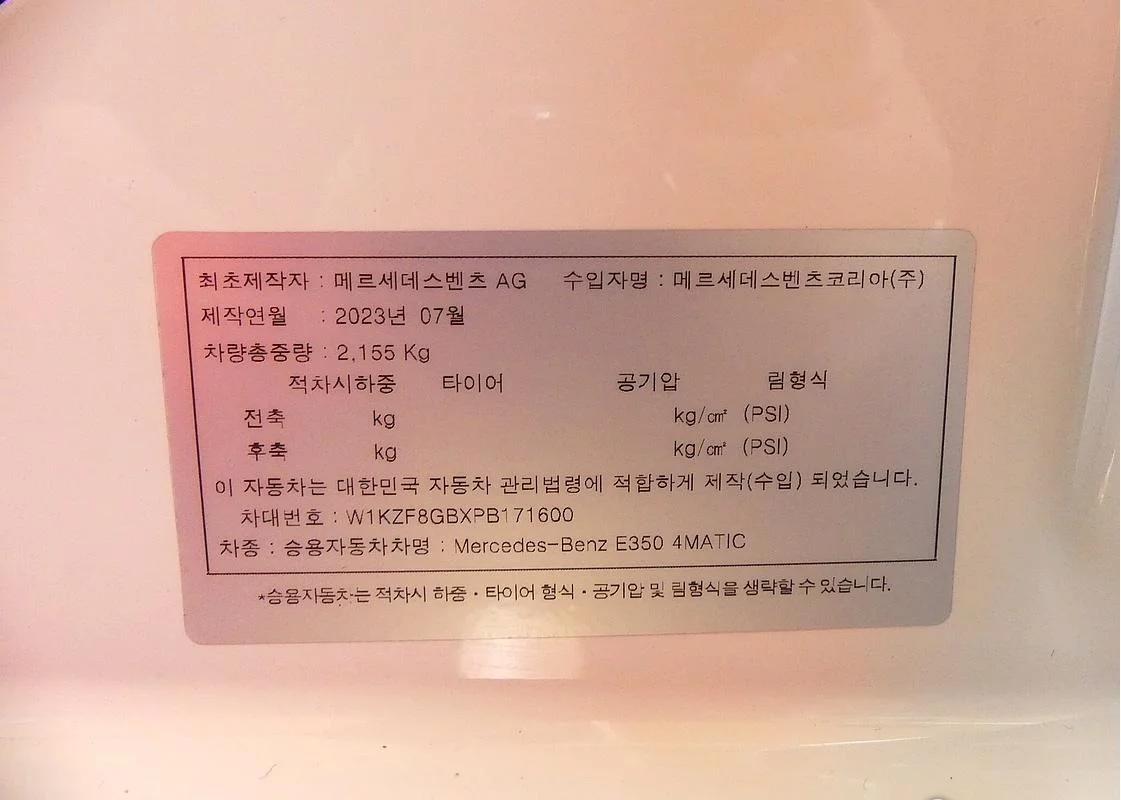 최초제작자 : 메르세데스벤츠 AG 수입자명 : 메르세데스벤츠코리아(주)
제작연월 : 2023년 07월
차량총중량 : 2,155 Kg
적차시하중 타이어 공기압 림형식
전축 kg kg/㎠ (PSI)
후축 kg kg/㎠ (PSI)
이 자동차는 대한민국 자동차 관리법령에 적합하게 제작(수입) 되었습니다.
차대번호 : W1KZF8GBXPB171600
차종 : 승용자동차차명 : Mercedes-Benz E350 4MATIC
*승용자동차는 적차시 하중·타이어 형식·공기압 및 림형식을 생략할 수 있습니다.